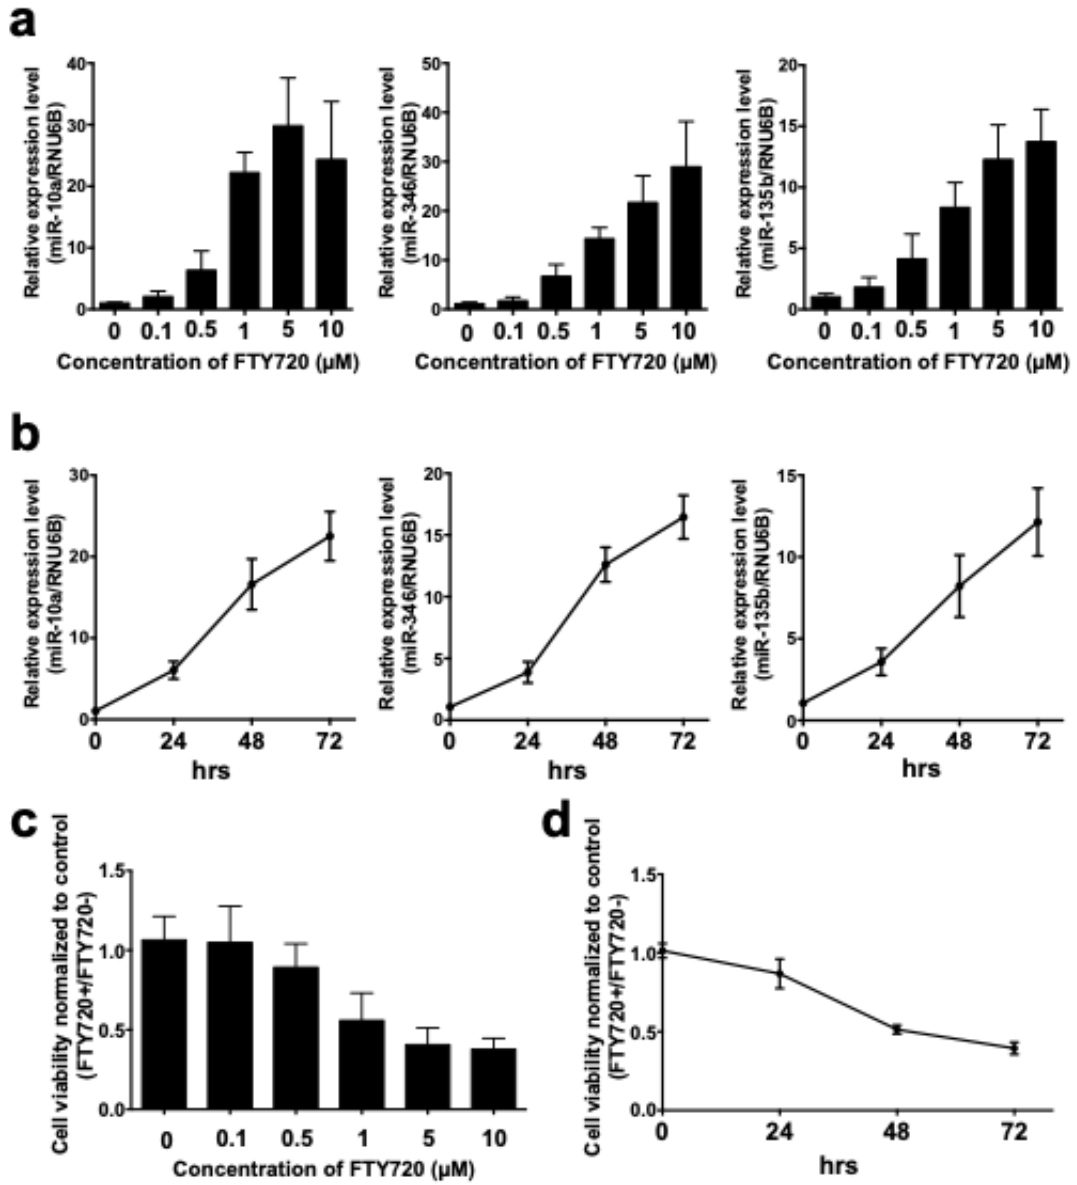 a
Relative expression level
(miR-10a/RNU6B)
40
30
20
10
0
0 0.1 0.5 1 5 10
Concentration of FTY720 (µM)
Relative expression level
(miR-346/RNU6B)
50
40
30
20
10
0
0 0.1 0.5 1 5 10
Concentration of FTY720 (µM)
Relative expression level
(miR-135b/RNU6B)
20
15
10
5
0
0 0.1 0.5 1 5 10
Concentration of FTY720 (µM)
b
Relative expression level
(miR-10a/RNU6B)
30
20
10
0
0 24 48 72
hrs
Relative expression level
(miR-346/RNU6B)
20
15
10
5
0
0 24 48 72
hrs
Relative expression level
(miR-135b/RNU6B)
15
10
5
0
0 24 48 72
hrs
c
Cell viability normalized to control
(FTY720+/FTY720-)
1.5
1.0
0.5
0.0
0 0.1 0.5 1 5 10
Concentration of FTY720 (µM)
d
Cell viability normalized to control
(FTY720+/FTY720-)
1.5
1.0
0.5
0.0
0 24 48 72
hrs